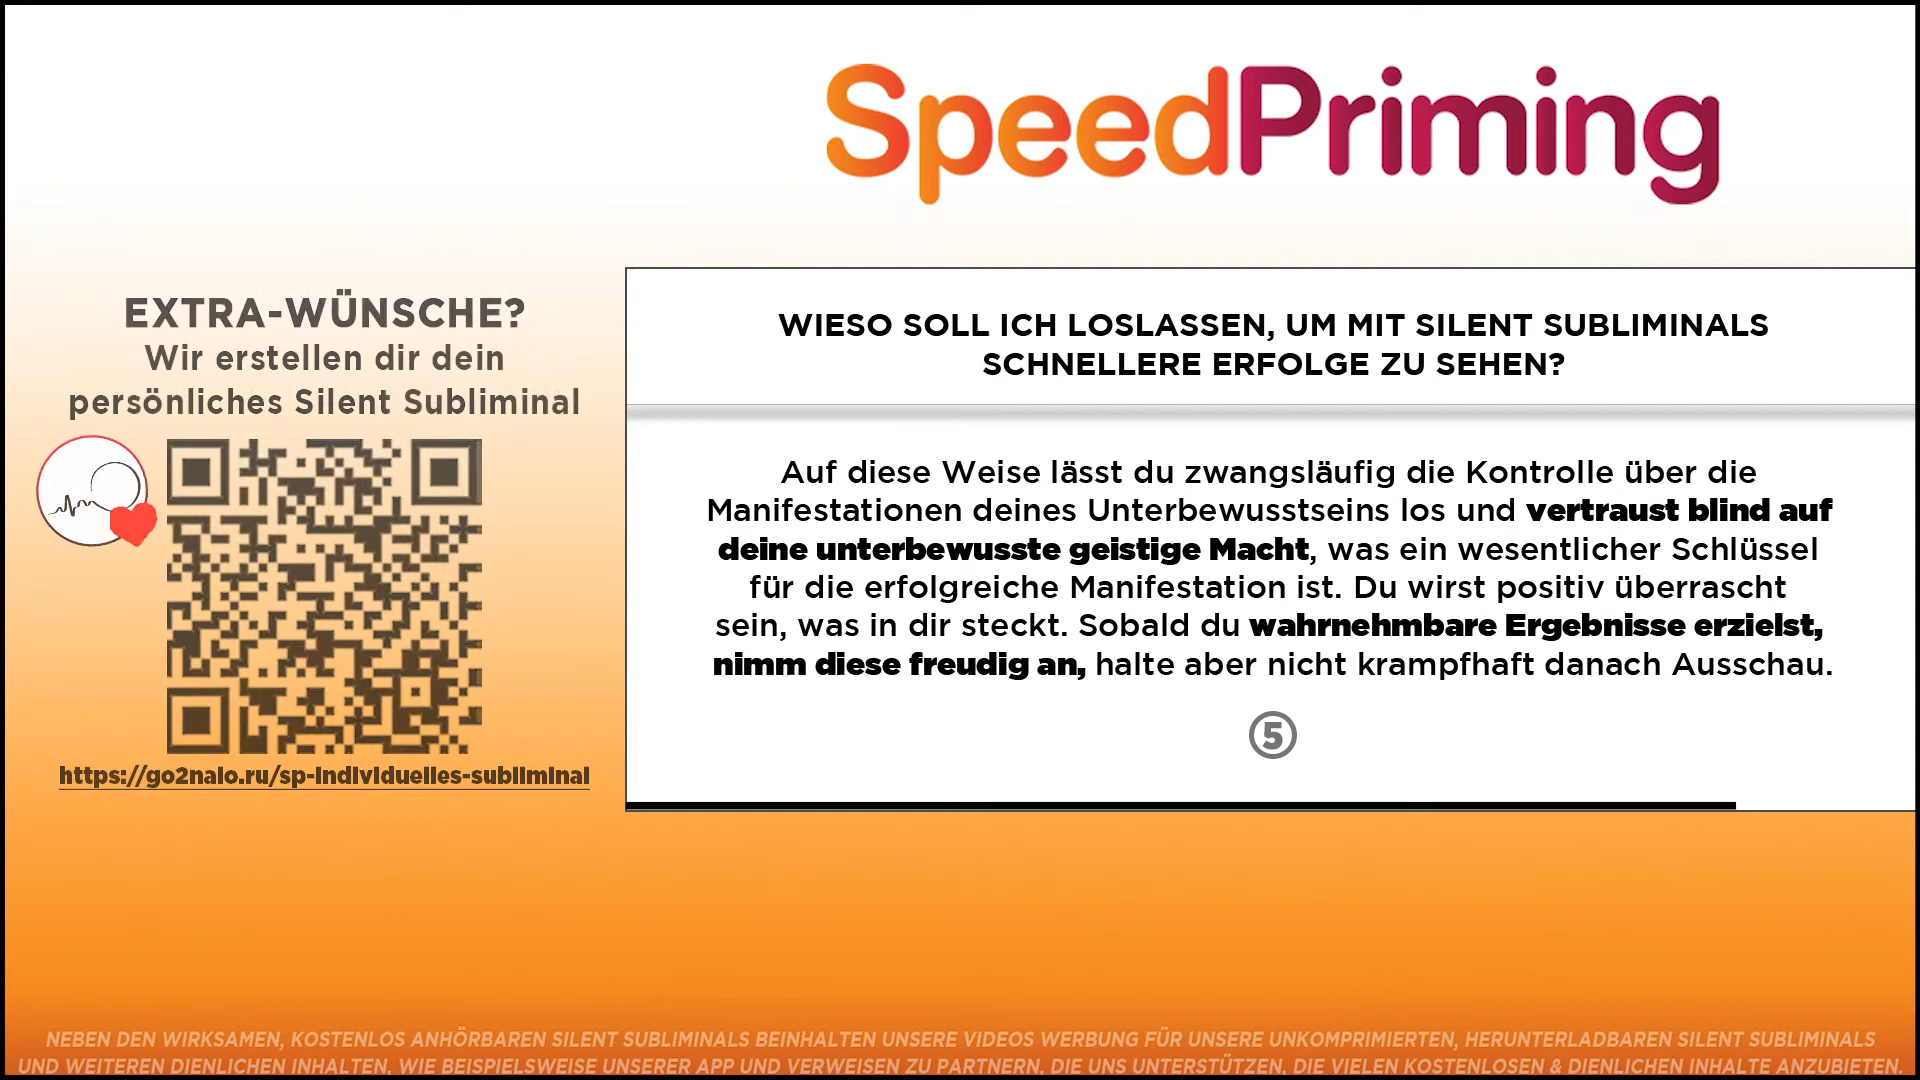 SpeedPriming
EXTRA-WÜNSCHE?
Wir erstellen dir dein
persönliches Silent Subliminal
https://go2nalo.ru/sp-individuelles-subliminal
WIESO SOLL ICH LOSLASSEN, UM MIT SILENT SUBLIMINALS
SCHNELLERE ERFOLGE ZU SEHEN?
Auf diese Weise lässt du zwangsläufig die Kontrolle über die
Manifestationen deines Unterbewusstseins los und vertraust blind auf
deine unterbewusste geistige Macht, was ein wesentlicher Schlüssel
für die erfolgreiche Manifestation ist. Du wirst positiv überrascht
sein, was in dir steckt. Sobald du wahrnehmbare Ergebnisse erzielst,
nimm diese freudig an, halte aber nicht krampfhaft danach Ausschau.
5
NEBEN DEN WIRKSAMEN, KOSTENLOS ANHÖRBAREN SILENT SUBLIMINALS BEINHALTEN UNSERE VIDEOS WERBUNG FÜR UNSERE UNKOMPRIMIERTEN, HERUNTERLADBAREN SILENT SUBLIMINALS
UND WEITEREN DIENLICHEN INHALTEN, WIE BEISPIELSWEISE UNSERER APP UND VERWEISEN ZU PARTNERN, DIE UNS UNTERSTÜTZEN, DIE VIELEN KOSTENLOSEN & DIENLICHEN INHALTE ANZUBIETEN.